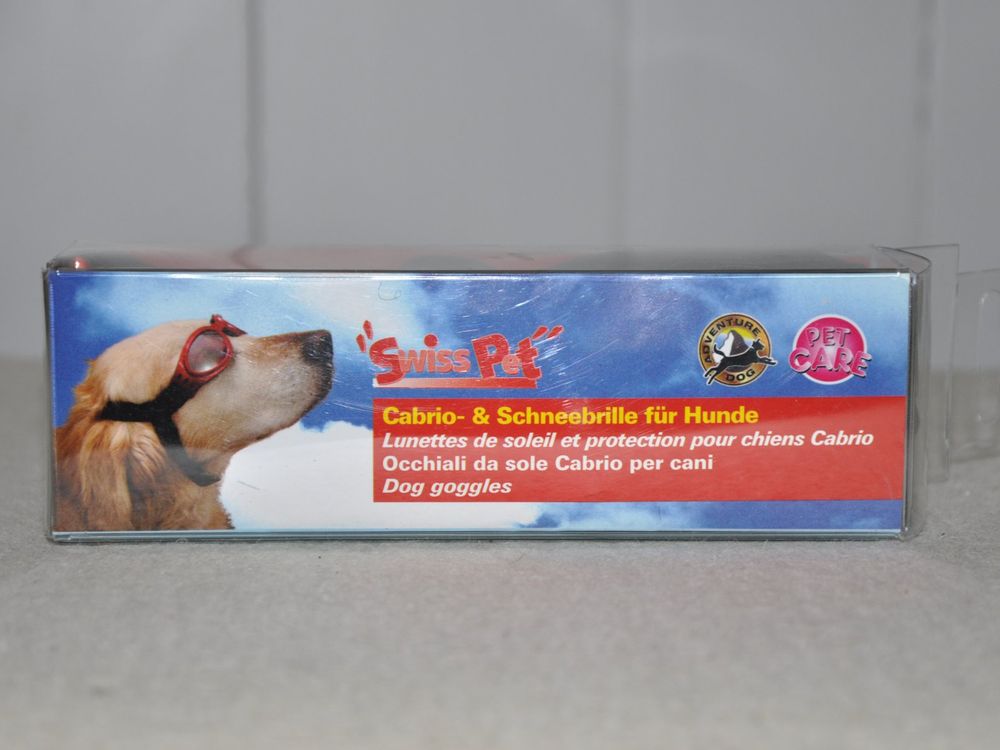 Swiss Pet
ADVENTURE
DOG
PET
CARE
Cabrio- & Schneebrille für Hunde
Lunettes de soleil et protection pour chiens Cabrio
Occhiali da sole Cabrio per cani
Dog goggles